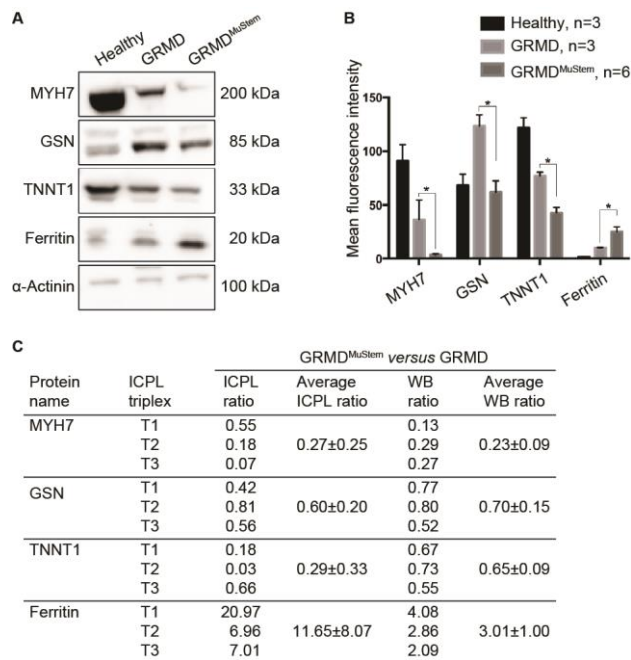 A
Healthy
GRMD
GRMD^MuStem
MYH7 200 kDa
GSN 85 kDa
TNNT1 33 kDa
Ferritin 20 kDa
α-Actinin 100 kDa
B
Healthy, n=3
GRMD, n=3
GRMD^MuStem, n=6
Mean fluorescence intensity
150
100
50
0
* * * *
MYH7 GSN TNNT1 Ferritin
C
GRMD^MuStem versus GRMD
Protein ICPL ICPL Average WB Average
name triplex ratio ICPL ratio ratio WB ratio
MYH7 T1 0.55 0.13
T2 0.18 0.27±0.25 0.29 0.23±0.09
T3 0.07 0.27
GSN T1 0.42 0.77
T2 0.81 0.60±0.20 0.80 0.70±0.15
T3 0.56 0.52
TNNT1 T1 0.18 0.67
T2 0.03 0.29±0.33 0.73 0.65±0.09
T3 0.66 0.55
Ferritin T1 20.97 4.08
T2 6.96 11.65±8.07 2.86 3.01±1.00
T3 7.01 2.09